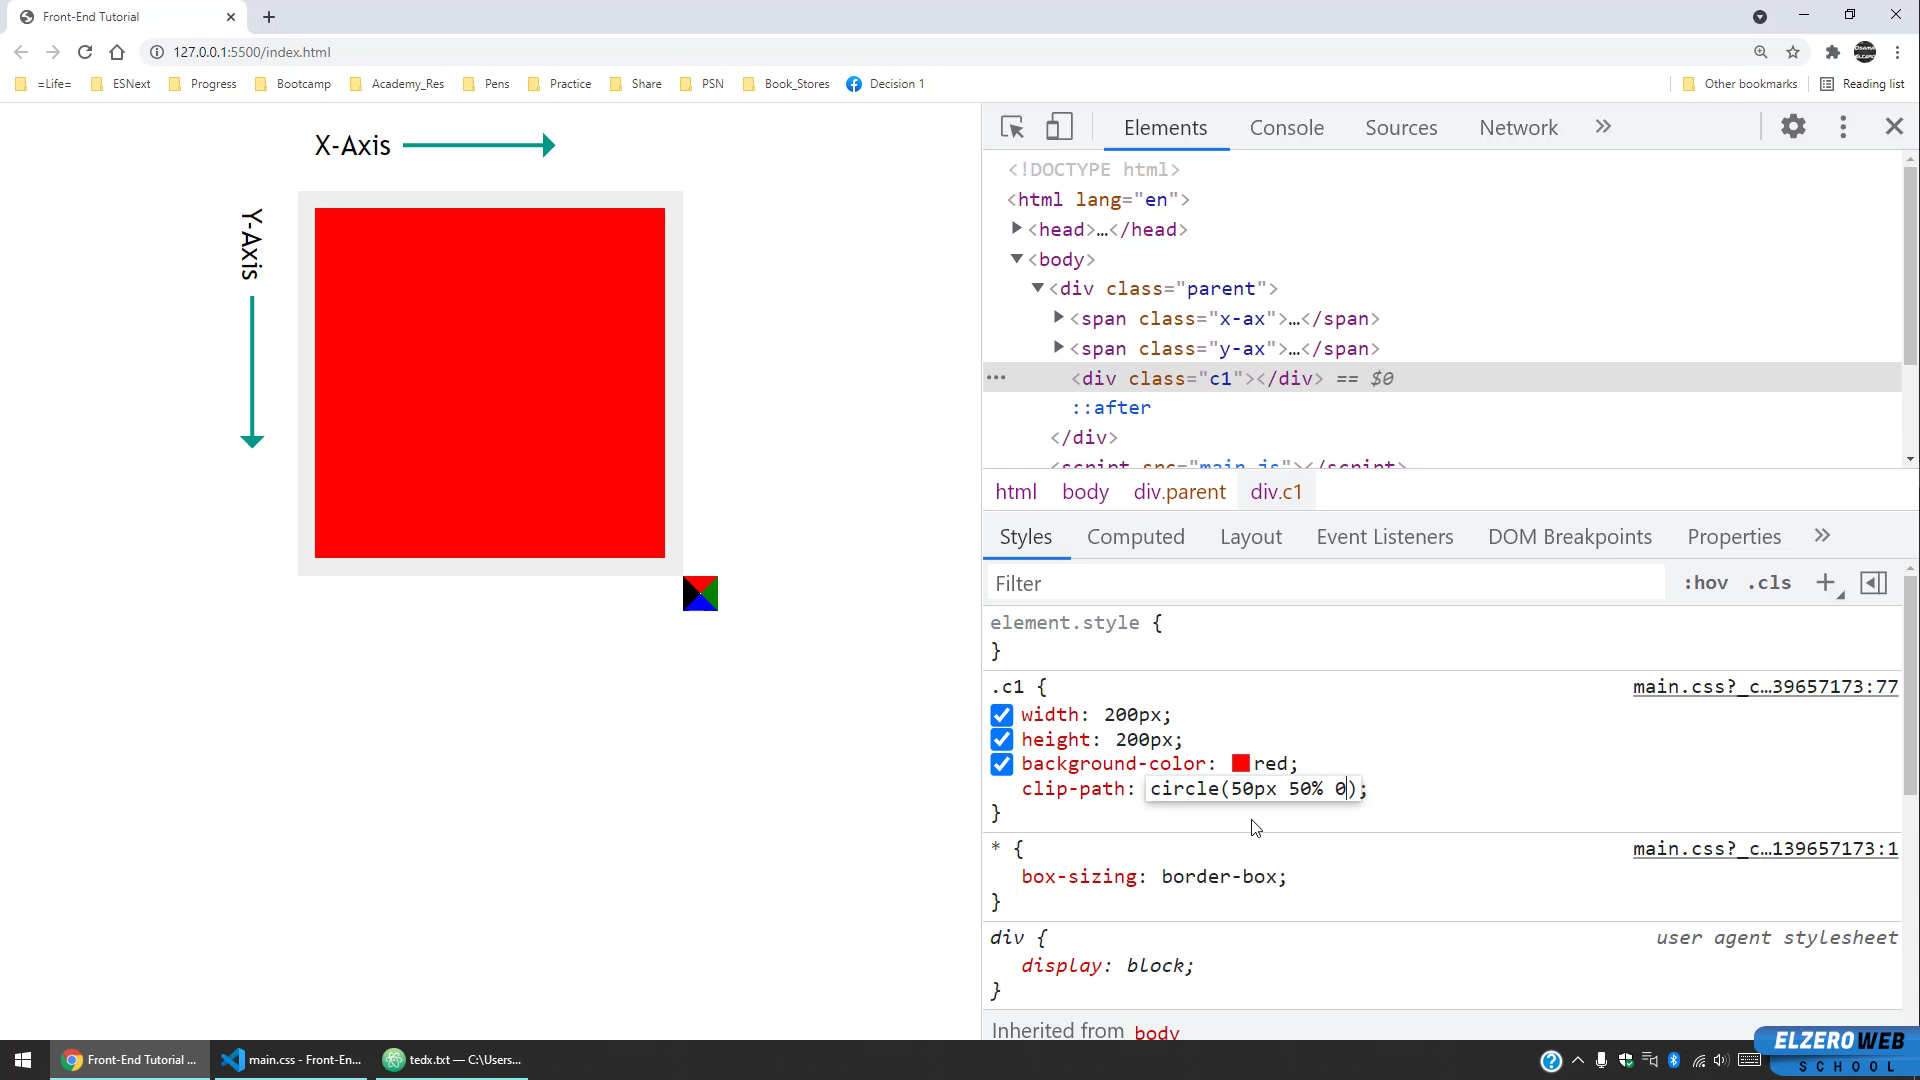 Front-End Tutorial
127.0.0.1:5500/index.html
=Life= ESNext Progress Bootcamp Academy_Res Pens Practice Share PSN Book_Stores Decision 1 Other bookmarks Reading list
X-Axis
Y-Axis
Elements Console Sources Network
<!DOCTYPE html>
<html lang="en">
<head>…</head>
<body>
<div class="parent">
<span class="x-ax">…</span>
<span class="y-ax">…</span>
<div class="c1"></div> == $0
::after
</div>
<script src="main.js"></script>
html body div.parent div.c1
Styles Computed Layout Event Listeners DOM Breakpoints Properties
Filter :hov .cls
element.style {
}
.c1 { main.css?_c…39657173:77
width: 200px;
height: 200px;
background-color: red;
clip-path: circle(50px 50% 0);
}
* { main.css?_c…139657173:1
box-sizing: border-box;
}
div { user agent stylesheet
display: block;
}
Inherited from body
Front-End Tutorial ... main.css - Front-En... tedx.txt — C:\Users...
ELZEROWEB
SCHOOL